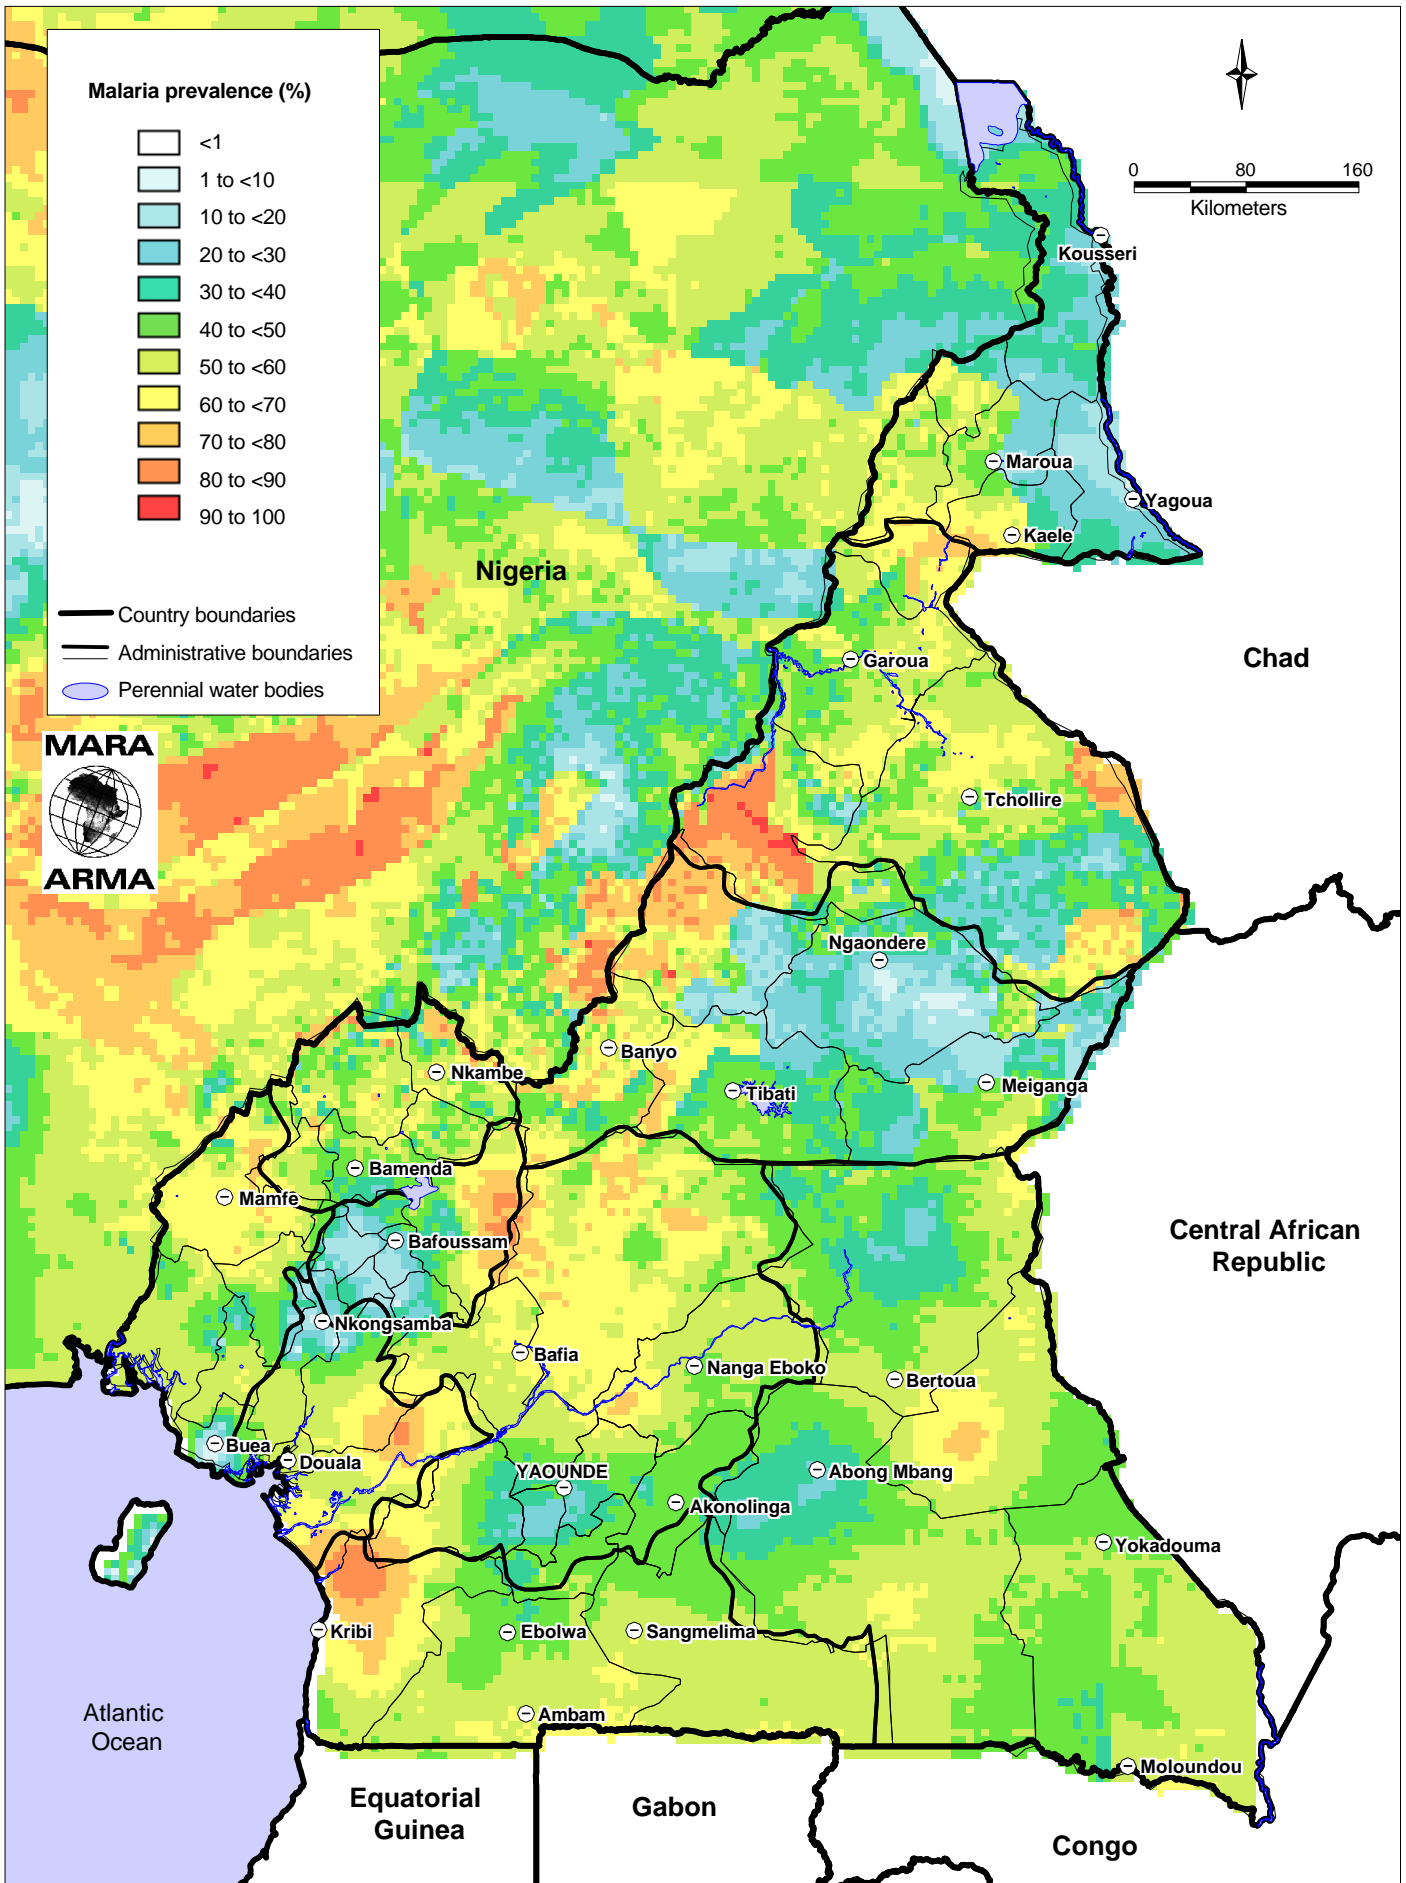 Malaria prevalence (%)
<1
1 to <10
10 to <20
20 to <30
30 to <40
40 to <50
50 to <60
60 to <70
70 to <80
80 to <90
90 to 100
Country boundaries
Administrative boundaries
Perennial water bodies
MARA
ARMA
0 80 160
Kilometers
Kousseri
Maroua
Yagoua
Kaele
Nigeria
Chad
Garoua
Tchollire
Ngaondere
Banyo
Nkambe
Tibati
Meiganga
Bamenda
Mamfe
Bafoussam
Central African
Republic
Nkongsamba
Bafia
Nanga Eboko
Bertoua
Buea
Douala
YAOUNDE
Abong Mbang
Akonolinga
Yokadouma
Kribi
Ebolwa
Sangmelima
Atlantic
Ocean
Ambam
Moloundou
Equatorial
Guinea
Gabon
Congo